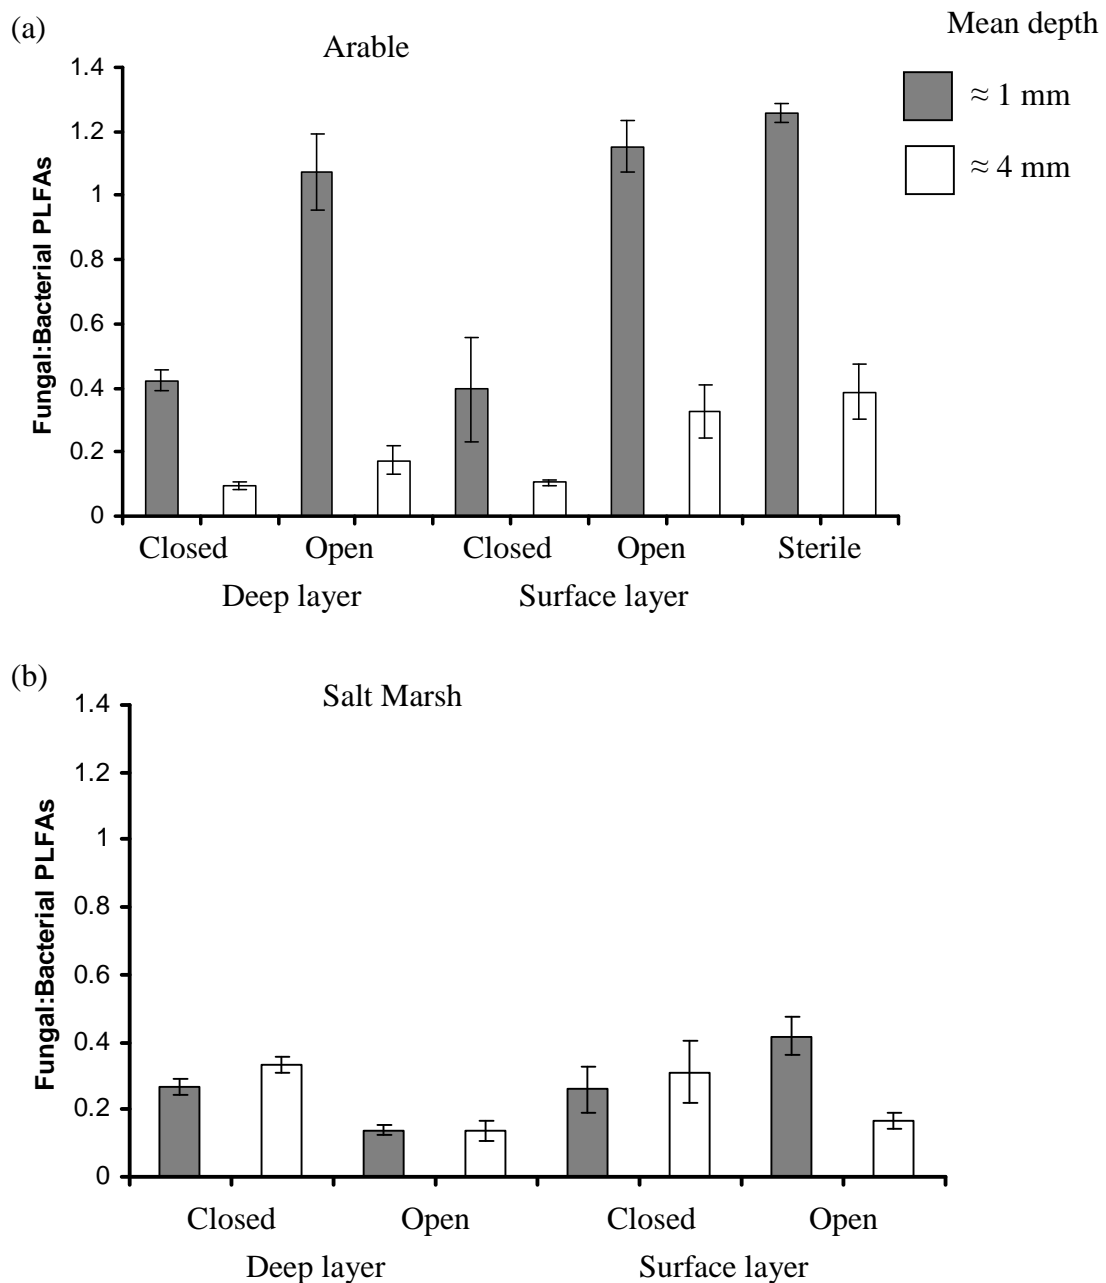 (a)
Arable
Mean depth
≈ 1 mm
≈ 4 mm
Fungal:Bacterial PLFAs
1.4
1.2
1
0.8
0.6
0.4
0.2
0
Closed Open Closed Open Sterile
Deep layer Surface layer
(b)
Salt Marsh
Fungal:Bacterial PLFAs
1.4
1.2
1
0.8
0.6
0.4
0.2
0
Closed Open Closed Open
Deep layer Surface layer